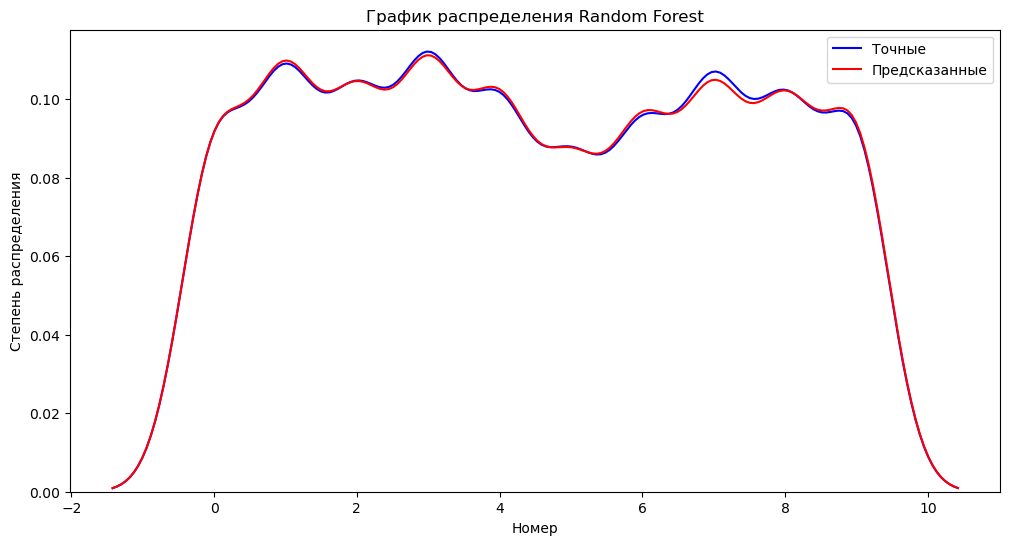 График распределения Random Forest
Точные
Предсказанные
Степень распределения
0.10
0.08
0.06
0.04
0.02
0.00
−2
0
2
4
6
8
10
Номер